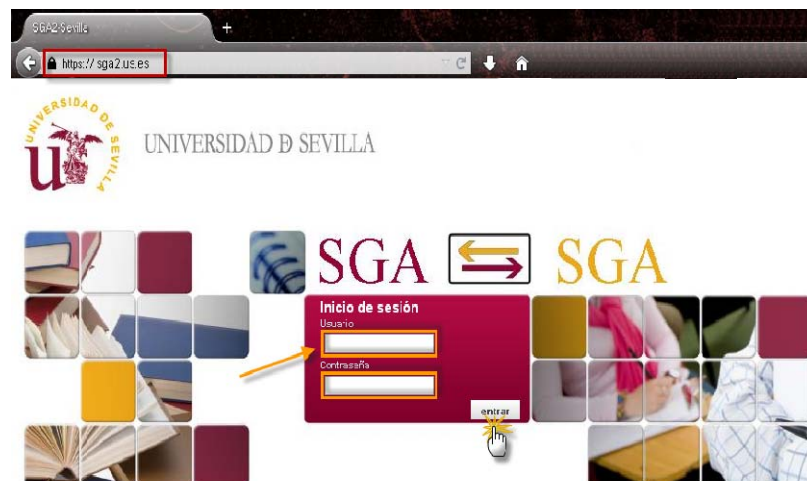 SGA2-Sevilla
+
https:// sga2.us.es
UNIVERSIDAD DE SEVILLA
UNIVERSIDAD Đ SEVILLA
SGA SGA
Inicio de sesión
Usuario
Contraseña
entrar